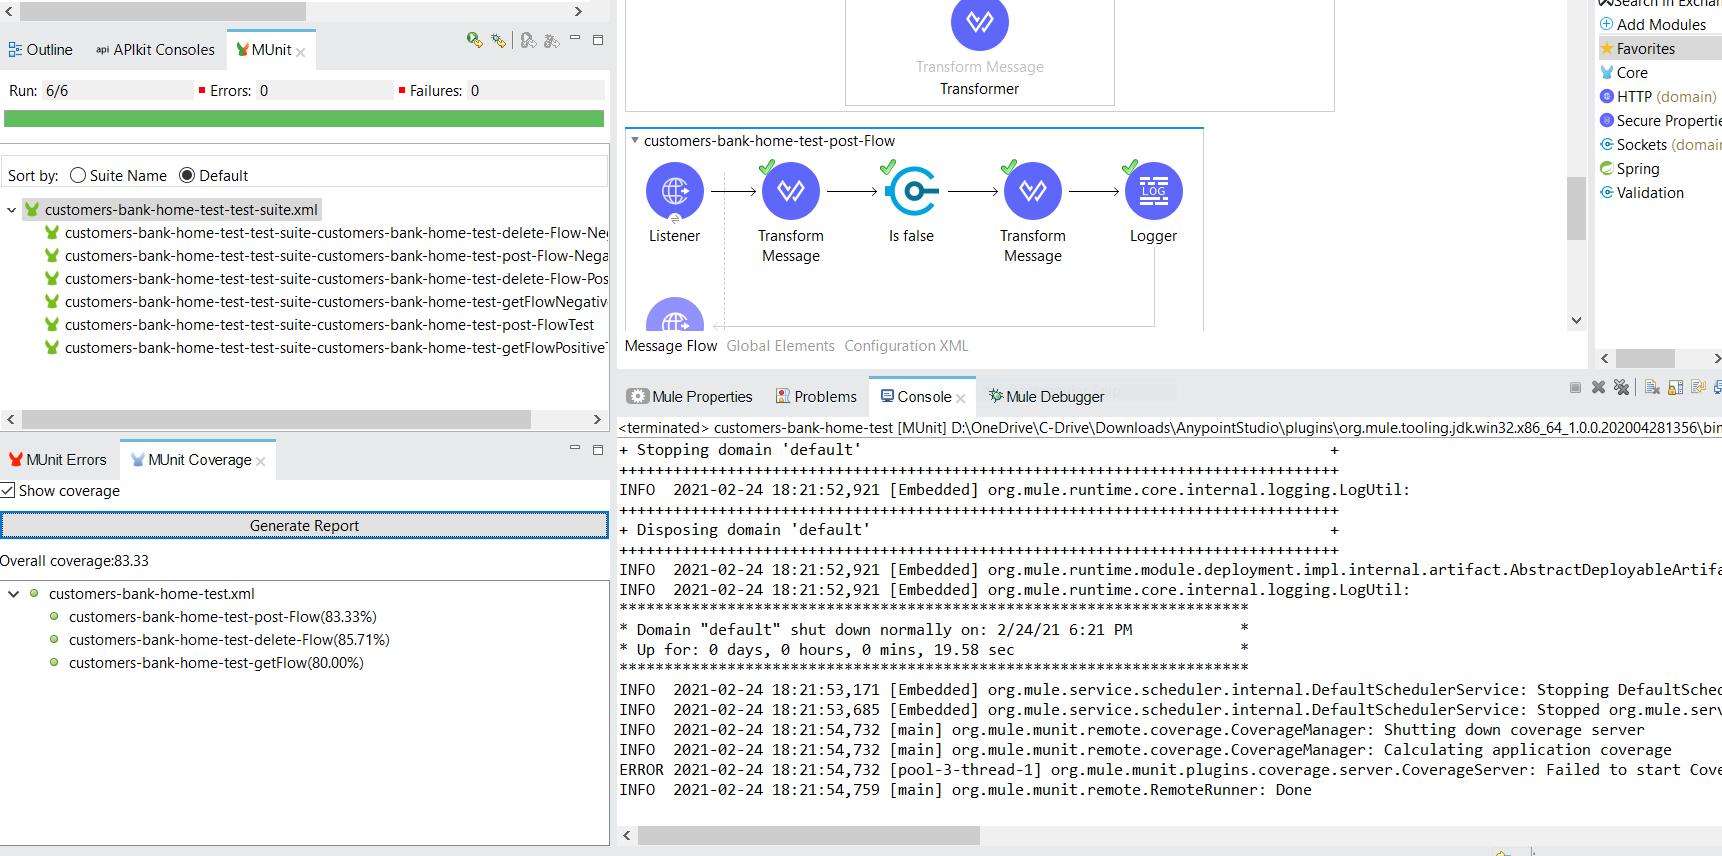 Outline
api APIkit Consoles
MUnit
Run: 6/6
Errors: 0
Failures: 0
Sort by:
Suite Name
Default
customers-bank-home-test-test-suite.xml
customers-bank-home-test-test-suite-customers-bank-home-test-delete-Flow-Ne
customers-bank-home-test-test-suite-customers-bank-home-test-post-Flow-Nega
customers-bank-home-test-test-suite-customers-bank-home-test-delete-Flow-Pos
customers-bank-home-test-test-suite-customers-bank-home-test-getFlowNegativ
customers-bank-home-test-test-suite-customers-bank-home-test-post-FlowTest
customers-bank-home-test-test-suite-customers-bank-home-test-getFlowPositive
MUnit Errors
MUnit Coverage
Show coverage
Generate Report
Overall coverage:83.33
customers-bank-home-test.xml
customers-bank-home-test-post-Flow(83.33%)
customers-bank-home-test-delete-Flow(85.71%)
customers-bank-home-test-getFlow(80.00%)
Transform Message
Transformer
customers-bank-home-test-post-Flow
LOG
Listener
Transform
Message
Is false
Transform
Message
Logger
Message Flow
Global Elements
Configuration XML
Search in Exchan
Add Modules
Favorites
Core
HTTP (domain)
Secure Propertie
Sockets (domain
Spring
Validation
Mule Properties
Problems
Console
Mule Debugger
<terminated> customers-bank-home-test [MUnit] D:\OneDrive\C-Drive\Downloads\AnypointStudio\plugins\org.mule.tooling.jdk.win32.x86_64_1.0.0.202004281356\bin
+ Stopping domain 'default' +
++++++++++++++++++++++++++++++++++++++++++++++++++++++++++++++++++++++++++++++++
INFO 2021-02-24 18:21:52,921 [Embedded] org.mule.runtime.core.internal.logging.LogUtil:
++++++++++++++++++++++++++++++++++++++++++++++++++++++++++++++++++++++++++++++++
+ Disposing domain 'default' +
++++++++++++++++++++++++++++++++++++++++++++++++++++++++++++++++++++++++++++++++
INFO 2021-02-24 18:21:52,921 [Embedded] org.mule.runtime.module.deployment.impl.internal.artifact.AbstractDeployableArtifa
INFO 2021-02-24 18:21:52,921 [Embedded] org.mule.runtime.core.internal.logging.LogUtil:
**********************************************************************
* Domain "default" shut down normally on: 2/24/21 6:21 PM *
* Up for: 0 days, 0 hours, 0 mins, 19.58 sec *
**********************************************************************
INFO 2021-02-24 18:21:53,171 [Embedded] org.mule.service.scheduler.internal.DefaultSchedulerService: Stopping DefaultSched
INFO 2021-02-24 18:21:53,685 [Embedded] org.mule.service.scheduler.internal.DefaultSchedulerService: Stopped org.mule.serv
INFO 2021-02-24 18:21:54,732 [main] org.mule.munit.remote.coverage.CoverageManager: Shutting down coverage server
INFO 2021-02-24 18:21:54,732 [main] org.mule.munit.remote.coverage.CoverageManager: Calculating application coverage
ERROR 2021-02-24 18:21:54,732 [pool-3-thread-1] org.mule.munit.plugins.coverage.server.CoverageServer: Failed to start Cove
INFO 2021-02-24 18:21:54,759 [main] org.mule.munit.remote.RemoteRunner: Done